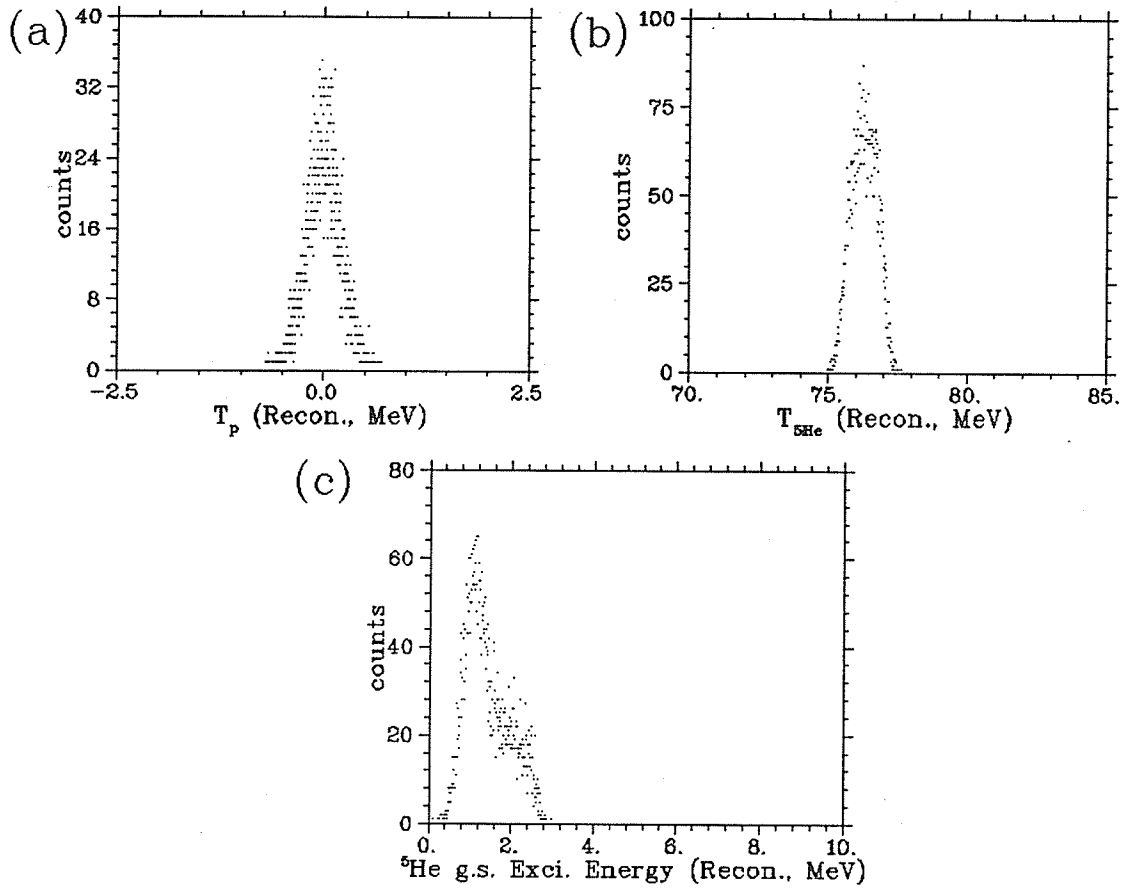 (a)
40
32
24
16
8
0
counts
-2.5 0.0 2.5
T_p (Recon., MeV)
(b)
100
75
50
25
0
counts
70. 75. 80. 85.
T_5He (Recon., MeV)
(c)
80
60
40
20
0
counts
0. 2. 4. 6. 8. 10.
⁵He g.s. Exci. Energy (Recon., MeV)